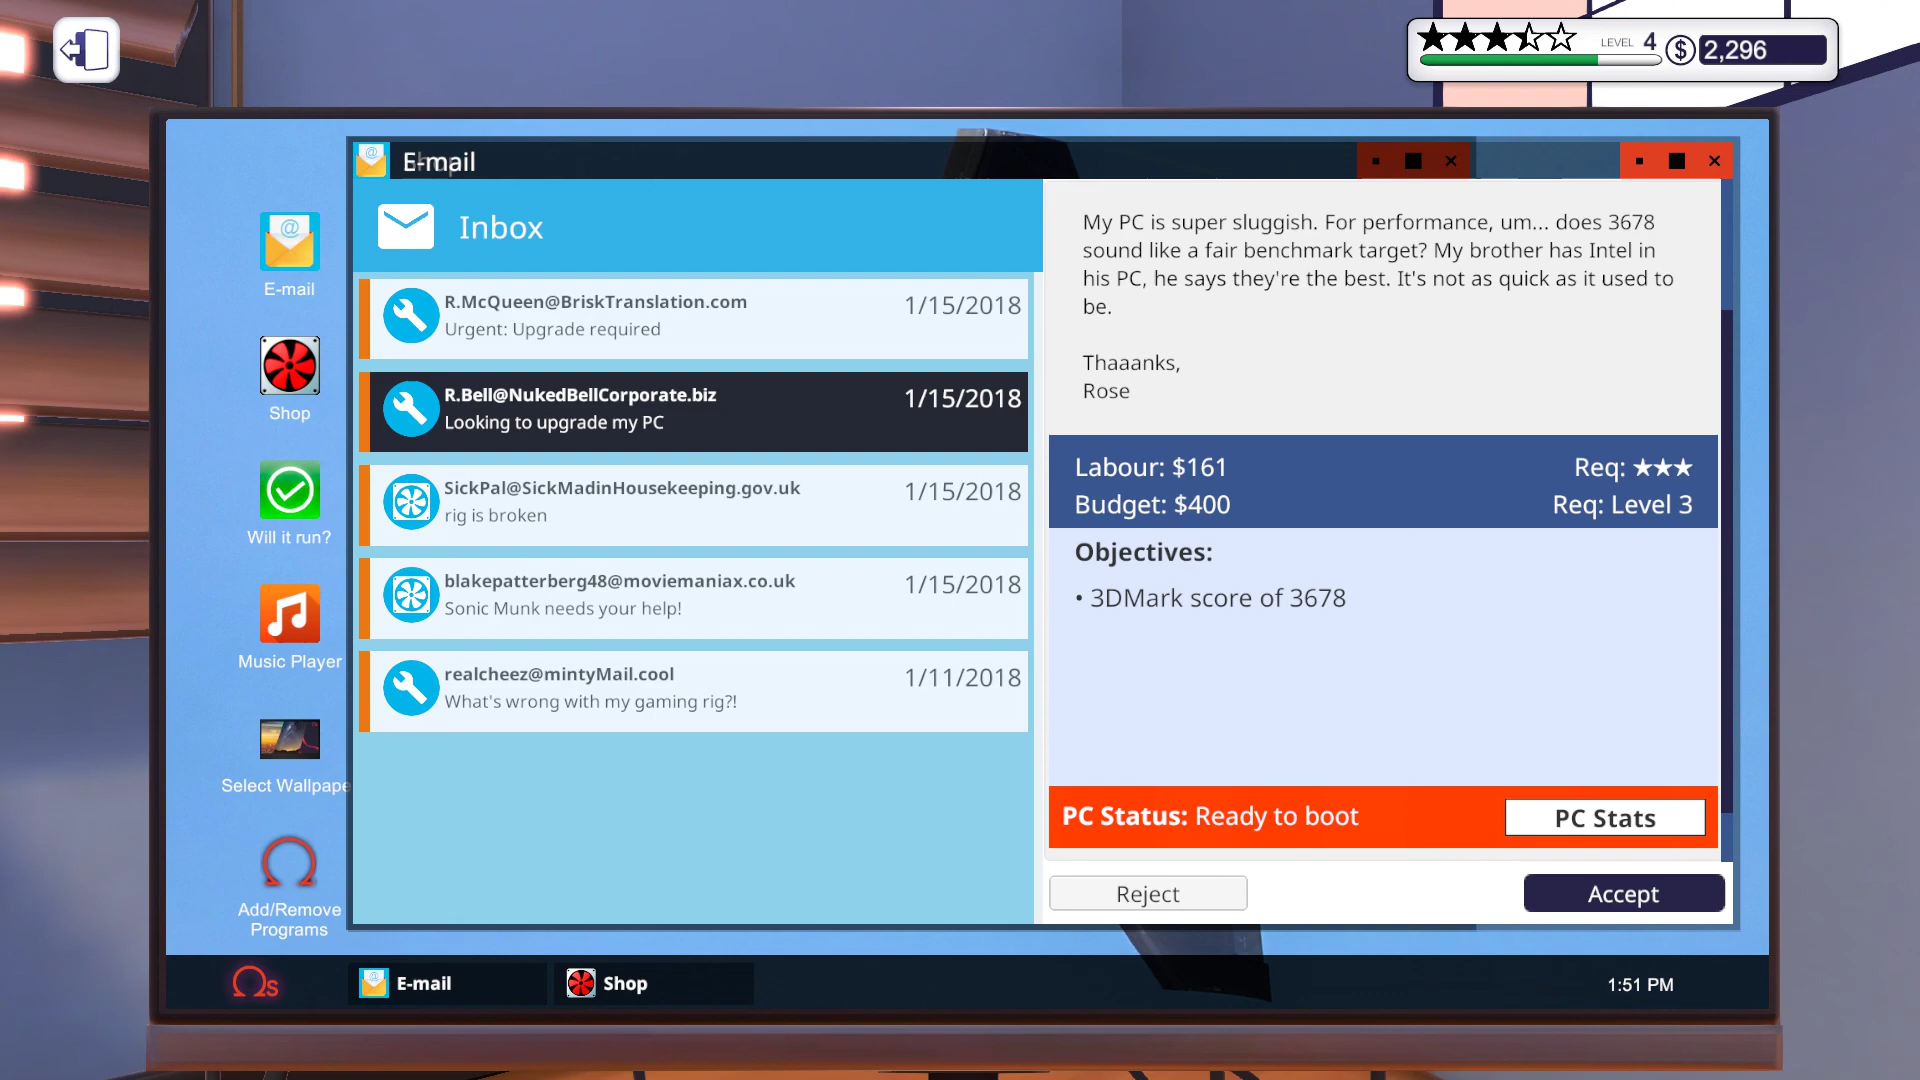 LEVEL 4 $ 2,296
E-mail
Inbox
E-mail
Shop
Will it run?
Music Player
Select Wallpape
Add/Remove
Programs
R.McQueen@BriskTranslation.com
1/15/2018
Urgent: Upgrade required
R.Bell@NukedBellCorporate.biz
1/15/2018
Looking to upgrade my PC
SickPal@SickMadinHousekeeping.gov.uk
1/15/2018
rig is broken
blakepatterberg48@moviemaniax.co.uk
1/15/2018
Sonic Munk needs your help!
realcheez@mintyMail.cool
1/11/2018
What's wrong with my gaming rig?!
My PC is super sluggish. For performance, um... does 3678
sound like a fair benchmark target? My brother has Intel in
his PC, he says they're the best. It's not as quick as it used to
be.
Thaaanks,
Rose
Labour: $161
Req: ★★★
Budget: $400
Req: Level 3
Objectives:
• 3DMark score of 3678
PC Status: Ready to boot
PC Stats
Reject
Accept
Ωs
E-mail
Shop
1:51 PM